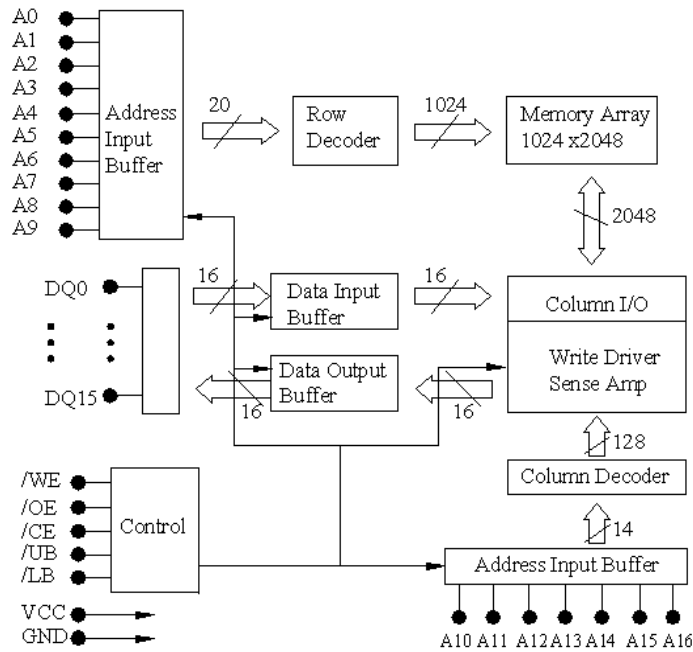 A0
A1
A2
A3
A4
A5
A6
A7
A8
A9
Address
Input
Buffer
20
Row
Decoder
1024
Memory Array
1024 x2048
2048
DQ0
DQ15
16
Data Input
Buffer
16
Column I/O
Write Driver
Sense Amp
Data Output
Buffer
16
16
128
Column Decoder
14
Address Input Buffer
/WE
/OE
/CE
/UB
/LB
Control
VCC
GND
A10 A11 A12 A13 A14 A15 A16